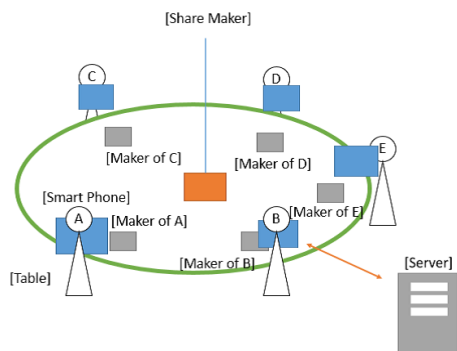 [Share Maker]
C
D
[Maker of C]
[Maker of D]
E
[Smart Phone]
[Maker of E]
A
[Maker of A]
B
[Maker of B]
[Table]
[Server]